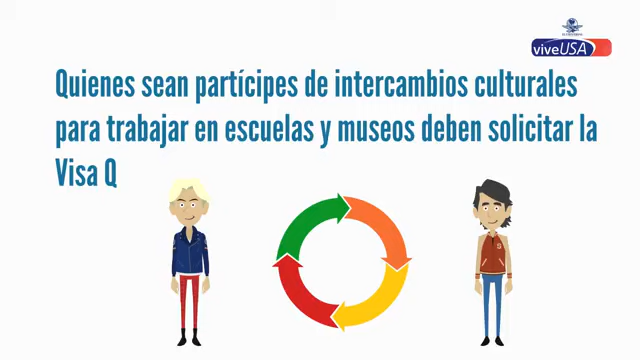 viveUSA
Quienes sean partícipes de intercambios culturales
para trabajar en escuelas y museos deben solicitar la
Visa Q